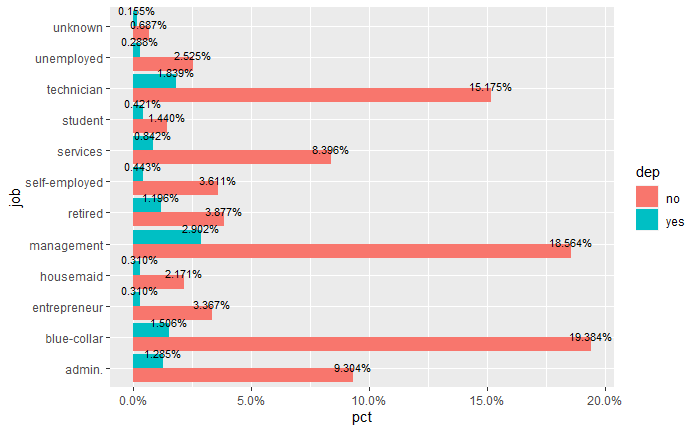 0.155%
unknown
0.687%
0.288%
unemployed
2.525%
1.839%
technician
15.175%
0.421%
student
1.440%
0.842%
services
8.396%
0.443%
self-employed
3.611%
1.196%
retired
3.877%
2.902%
management
18.564%
0.310%
housemaid
2.171%
0.310%
entrepreneur
3.367%
1.506%
blue-collar
19.384%
1.285%
admin.
9.304%
job
0.0%
5.0%
10.0%
15.0%
20.0%
pct
dep
no
yes